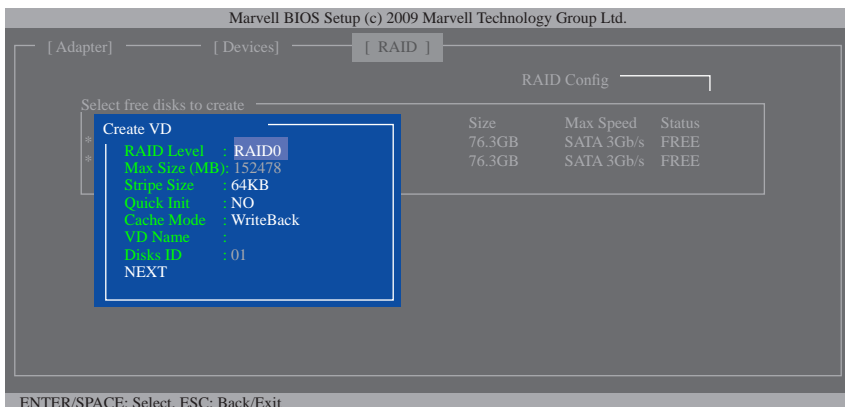 Marvell BIOS Setup (c) 2009 Marvell Technology Group Ltd.
[ Adapter] [ Devices] [ RAID ]
RAID Config
Select free disks to create
Size Max Speed Status
* 76.3GB SATA 3Gb/s FREE
* 76.3GB SATA 3Gb/s FREE
Create VD
RAID Level : RAID0
Max Size (MB): 152478
Stripe Size : 64KB
Quick Init : NO
Cache Mode : WriteBack
VD Name :
Disks ID : 01
NEXT
ENTER/SPACE: Select, ESC: Back/Exit